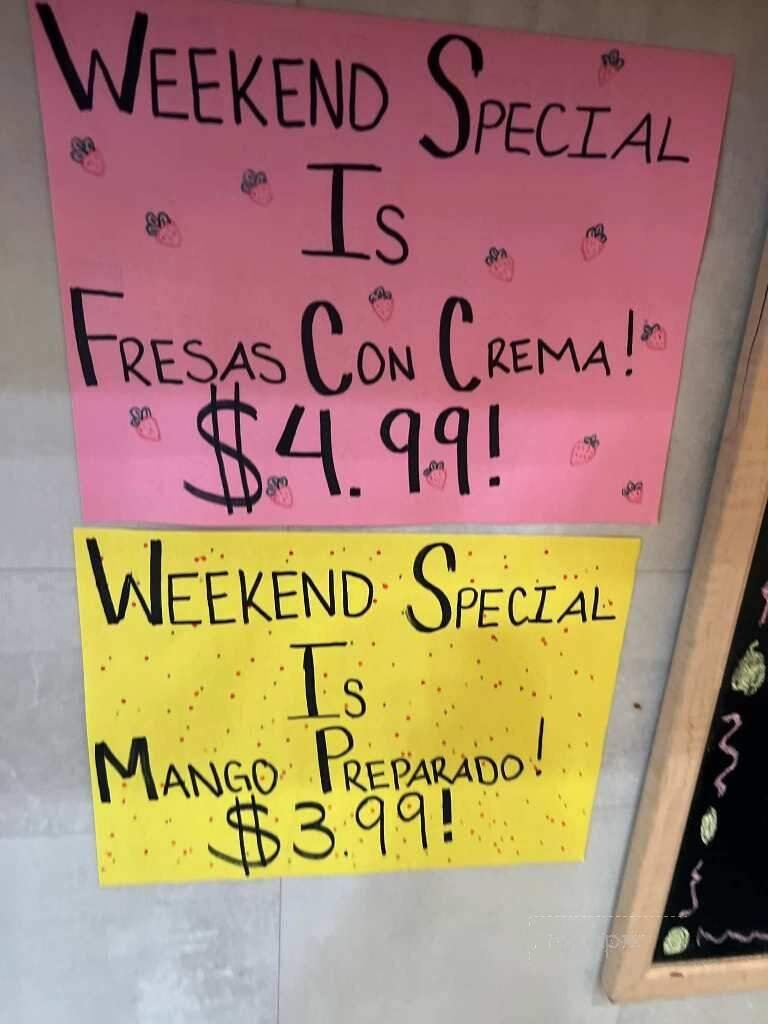 WEEKEND SPECIAL
IS
FRESAS CON CREMA!
$4.99!
WEEKEND SPECIAL
IS
MANGO PREPARADO!
$3.99!